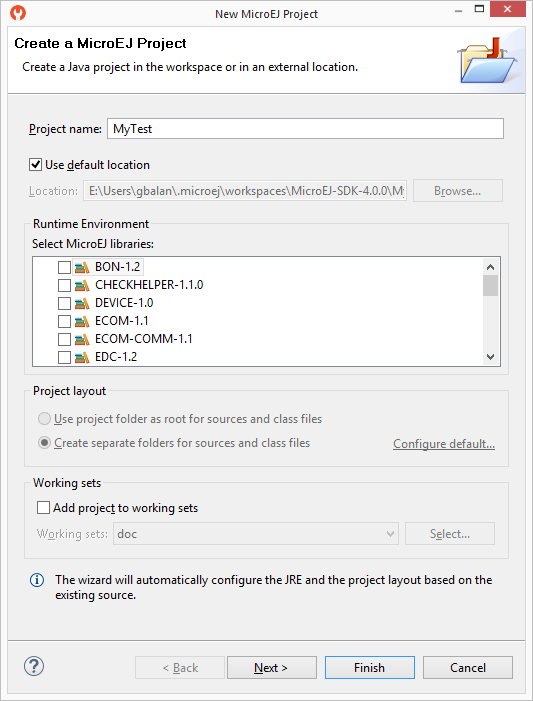 New MicroEJ Project
Create a MicroEJ Project
Create a Java project in the workspace or in an external location.
Project name: MyTest
Use default location
Location: E:\Users\gbalan\.microej\workspaces\MicroEJ-SDK-4.0.0\My Browse...
Runtime Environment
Select MicroEJ libraries:
BON-1.2
CHECKHELPER-1.1.0
DEVICE-1.0
ECOM-1.1
ECOM-COMM-1.1
EDC-1.2
Project layout
Use project folder as root for sources and class files
Create separate folders for sources and class files Configure default...
Working sets
Add project to working sets
Working sets: doc Select...
The wizard will automatically configure the JRE and the project layout based on the
existing source.
? < Back Next > Finish Cancel